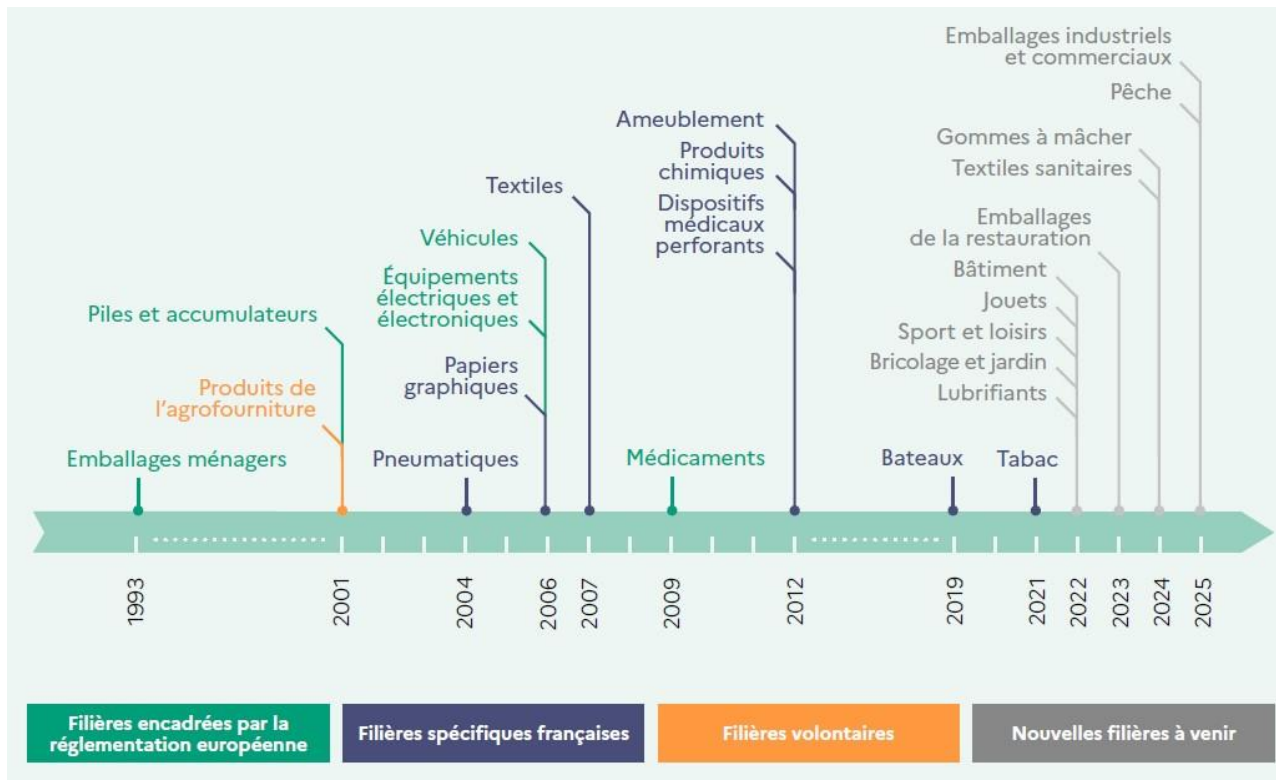 Emballages industriels
et commerciaux
Pêche
Ameublement
Gommes à mâcher
Produits
chimiques
Textiles sanitaires
Textiles
Dispositifs
médicaux
perforants
Emballages
de la restauration
Véhicules
Bâtiment
Équipements
électriques et
électroniques
Jouets
Piles et accumulateurs
Sport et loisirs
Papiers
graphiques
Bricolage et jardin
Produits de
l'agrofourniture
Lubrifiants
Emballages ménagers
Pneumatiques
Médicaments
Bateaux
Tabac
1993
2001
2004
2006
2007
2009
2012
2019
2021
2022
2023
2024
2025
Filières encadrées par la
réglementation européenne
Filières spécifiques françaises
Filières volontaires
Nouvelles filières à venir